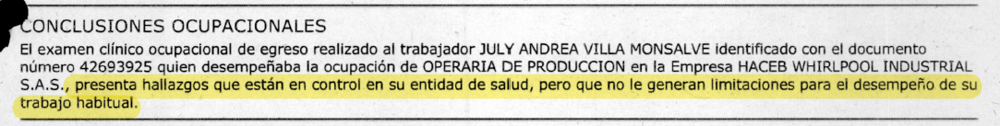 CONCLUSIONES OCUPACIONALES
El examen clínico ocupacional de egreso realizado al trabajador JULY ANDREA VILLA MONSALVE identificado con el documento
número 42693925 quien desempeñaba la ocupación de OPERARIA DE PRODUCCION en la Empresa HACEB WHIRLPOOL INDUSTRIAL
S.A.S., presenta hallazgos que están en control en su entidad de salud, pero que no le generan limitaciones para el desempeño de su
trabajo habitual.